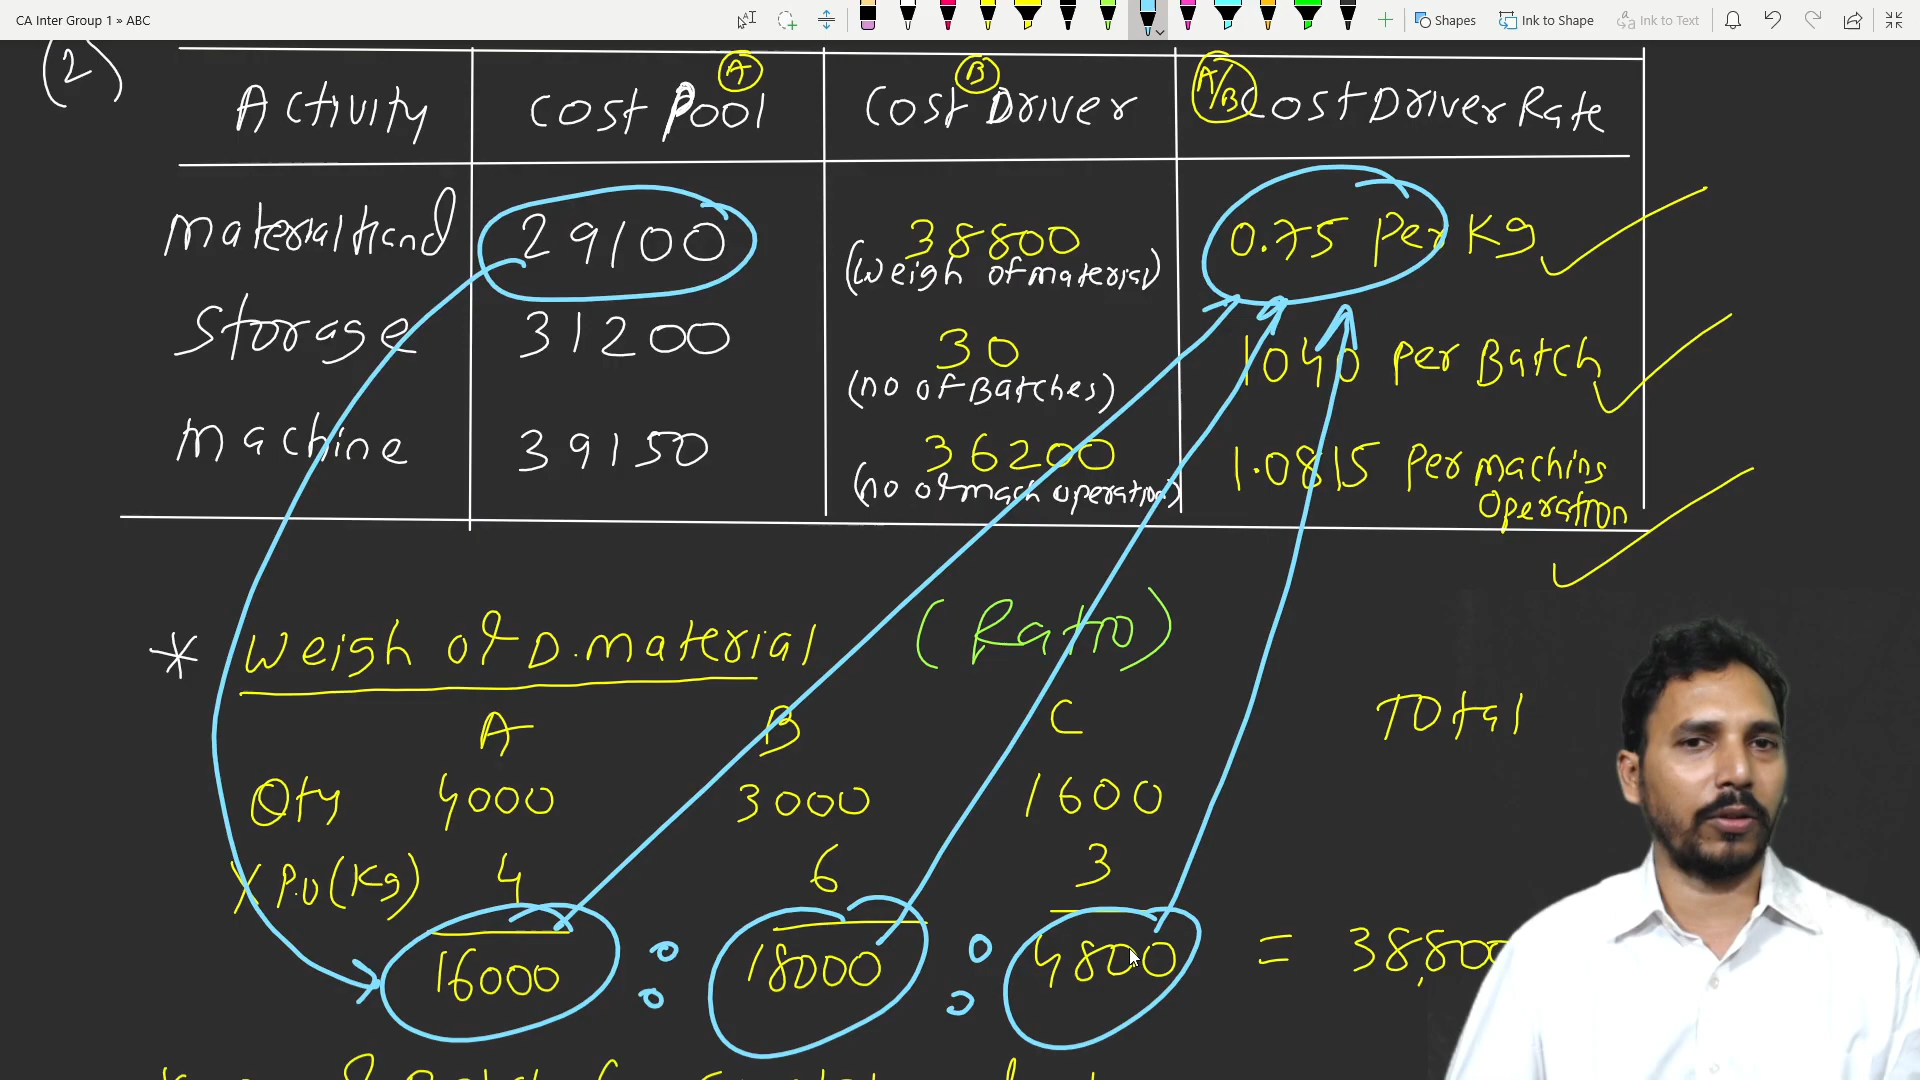 CA Inter Group 1 » ABC
Shapes
Ink to Shape
Ink to Text
(2)
Activity
Cost Pool
A
Cost Driver
B
A/B
Cost Driver Rate
Material Hand
29100
38800
(Weigh of material)
0.75 Per Kg
Storage
31200
30
(no of Batches)
1040 Per Batch
Machine
39150
36200
(no of mach operation)
1.0815 Per machins
operation
* Weigh of D. material (Ratio)
A B C Total
Qty 4000 3000 1600
X P.U (Kg) 4 6 3
16000 : 18000 : 4800 = 38,800